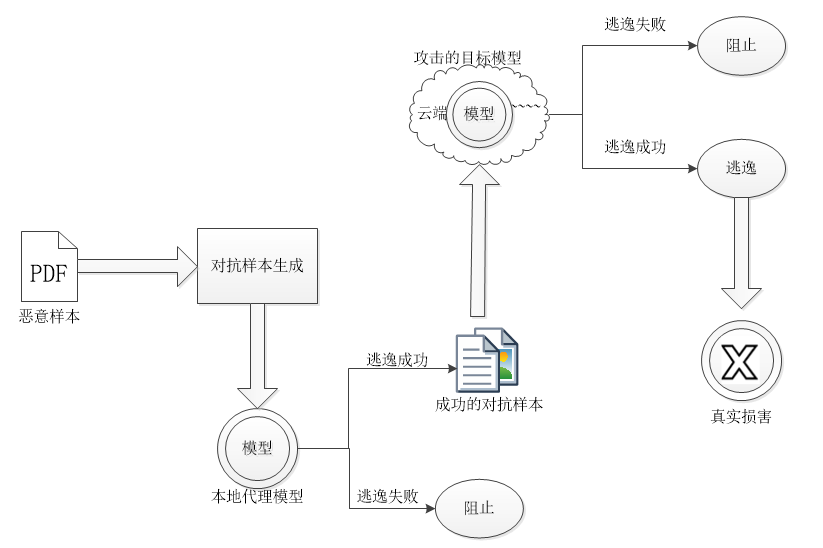 逃逸失败
阻止
攻击的目标模型
云端
模型
逃逸成功
逃逸
PDF
恶意样本
对抗样本生成
逃逸成功
成功的对抗样本
X
真实损害
模型
本地代理模型
逃逸失败
阻止